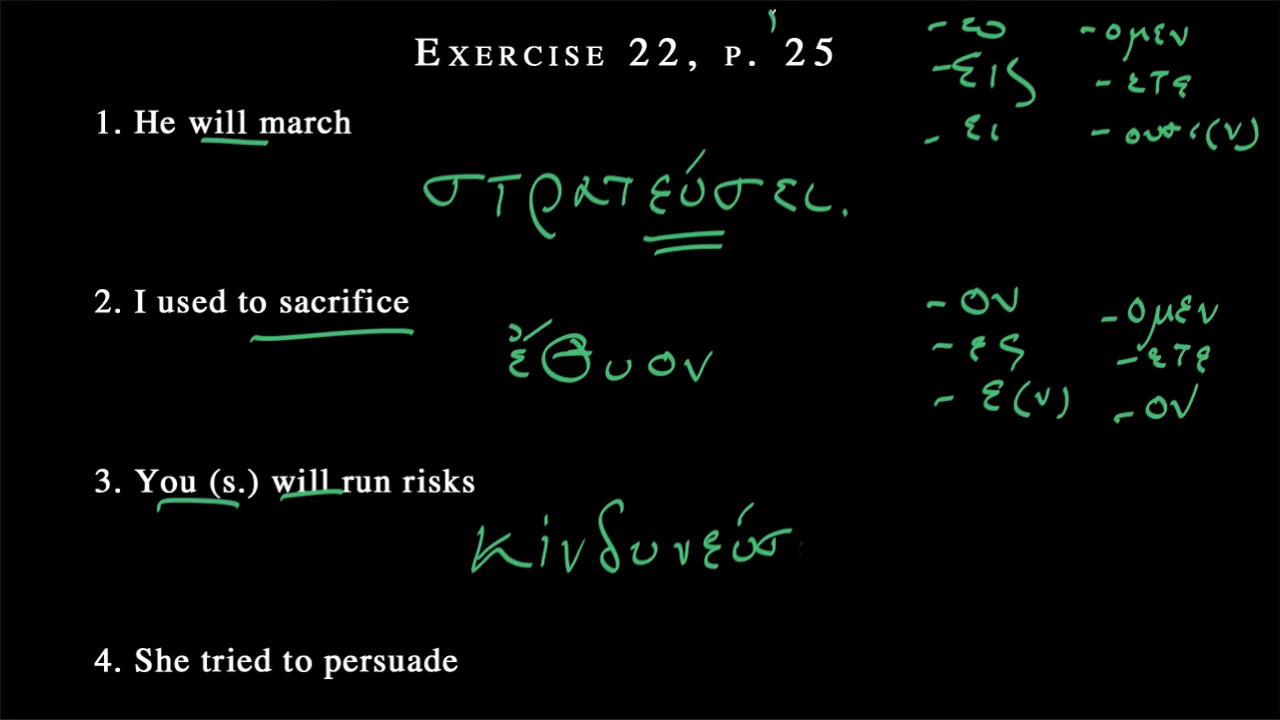 EXERCISE 22, P. 25
-ω -ομεν
-εις -ετε
-ει -ουσι(ν)
1. He will march
στρατεύσει.
2. I used to sacrifice
ἔθυον
-ον -ομεν
-ες -ετε
-ε(ν) -ον
3. You (s.) will run risks
κινδυνεύσ
4. She tried to persuade